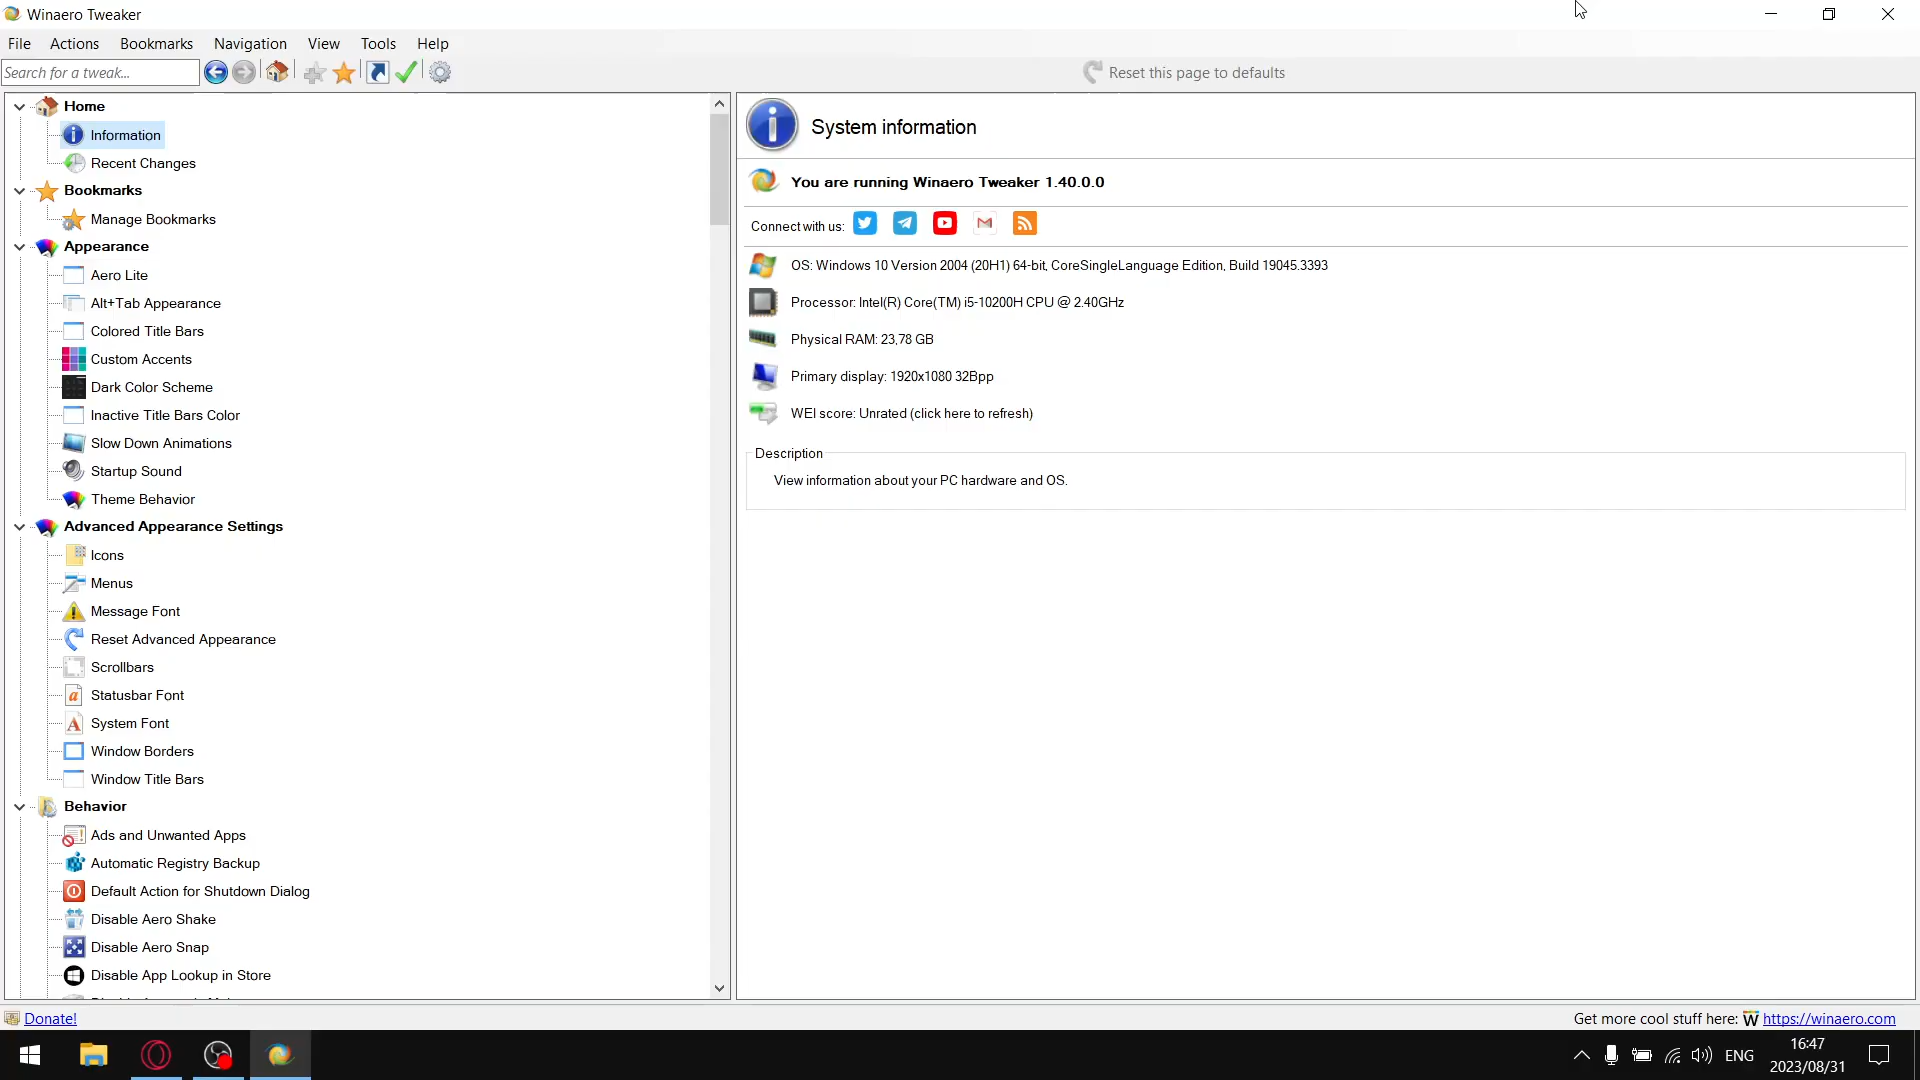 Winaero Tweaker
File Actions Bookmarks Navigation View Tools Help
Search for a tweak...
Reset this page to defaults
Home
Information
Recent Changes
Bookmarks
Manage Bookmarks
Appearance
Aero Lite
Alt+Tab Appearance
Colored Title Bars
Custom Accents
Dark Color Scheme
Inactive Title Bars Color
Slow Down Animations
Startup Sound
Theme Behavior
Advanced Appearance Settings
Icons
Menus
Message Font
Reset Advanced Appearance
Scrollbars
Statusbar Font
System Font
Window Borders
Window Title Bars
Behavior
Ads and Unwanted Apps
Automatic Registry Backup
Default Action for Shutdown Dialog
Disable Aero Shake
Disable Aero Snap
Disable App Lookup in Store
System information
You are running Winaero Tweaker 1.40.0.0
Connect with us:
OS: Windows 10 Version 2004 (20H1) 64-bit, CoreSingleLanguage Edition, Build 19045.3393
Processor: Intel(R) Core(TM) i5-10200H CPU @ 2.40GHz
Physical RAM: 23,78 GB
Primary display: 1920x1080 32Bpp
WEI score: Unrated (click here to refresh)
Description
View information about your PC hardware and OS.
Donate!
Get more cool stuff here: W https://winaero.com
ENG
16:47
2023/08/31